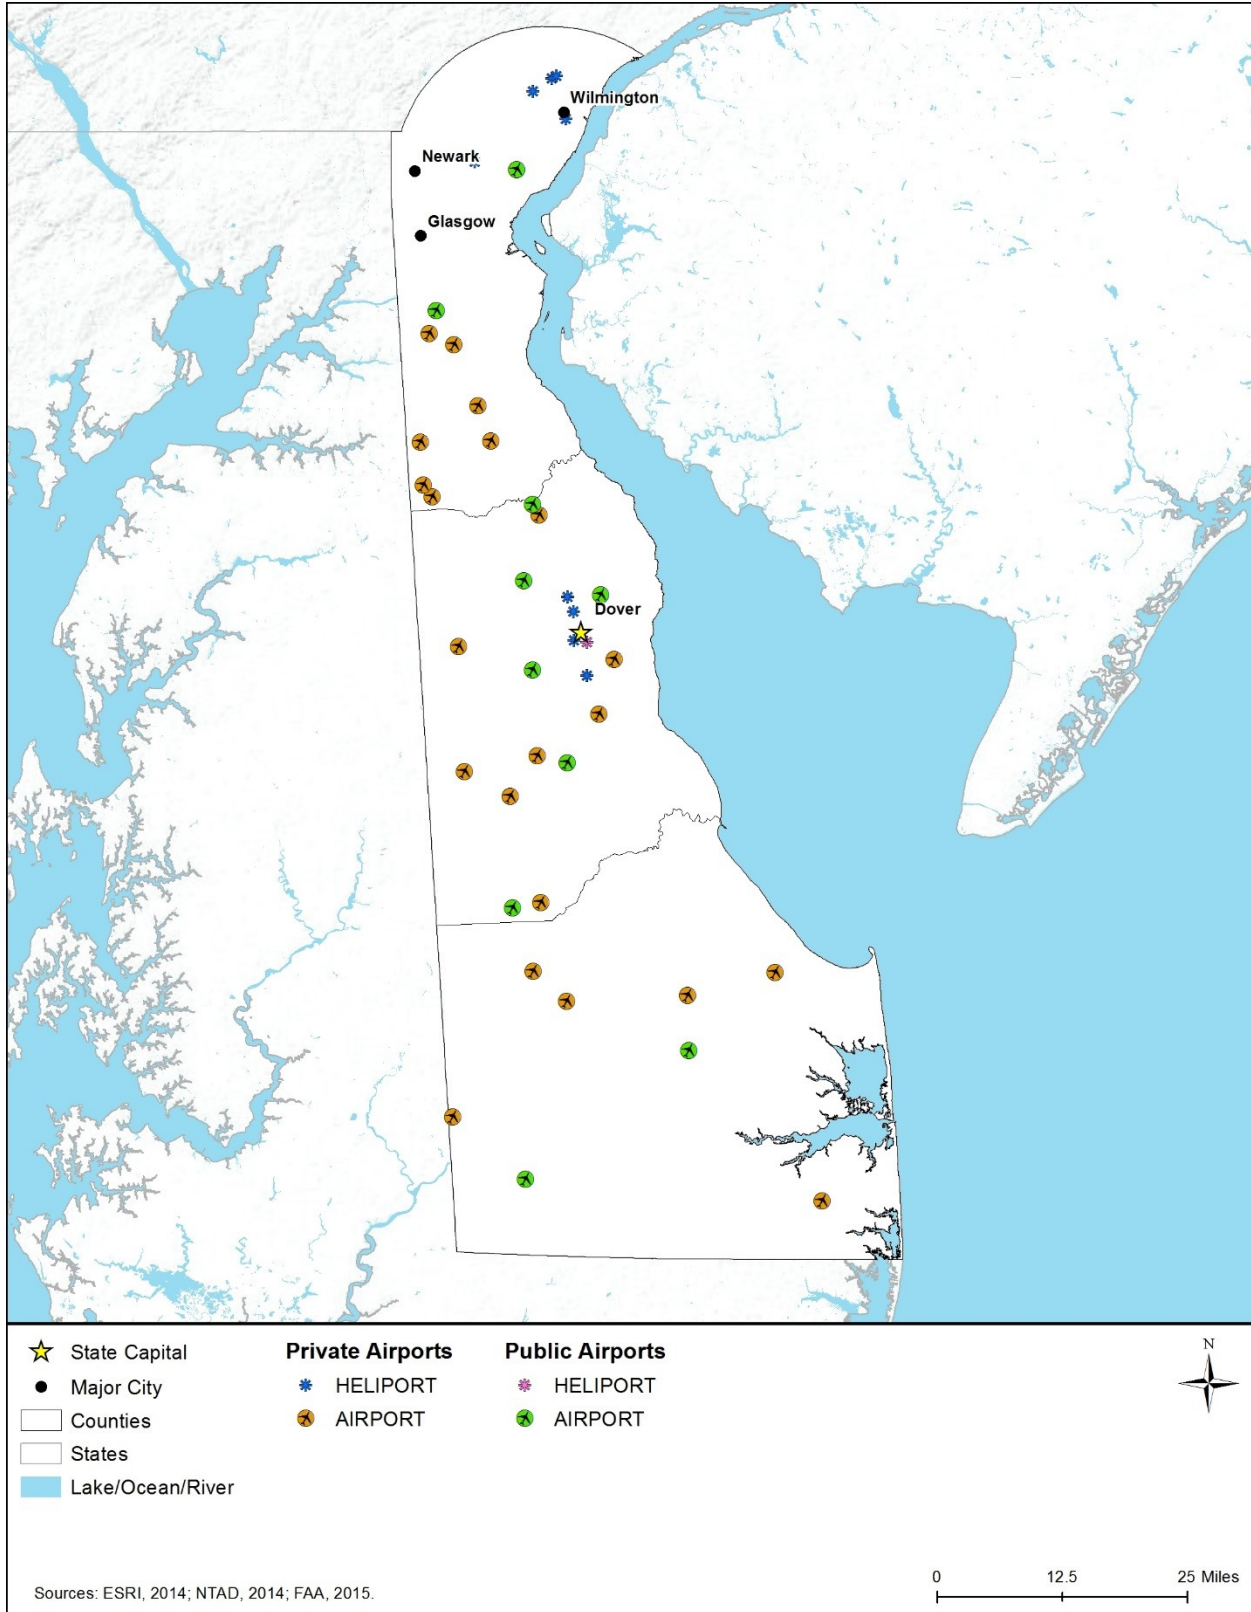 Wilmington
Newark
Glasgow
Dover
State Capital
Major City
Counties
States
Lake/Ocean/River
Private Airports
HELIPORT
AIRPORT
Public Airports
HELIPORT
AIRPORT
N
Sources: ESRI, 2014; NTAD, 2014; FAA, 2015.
0 12.5 25 Miles